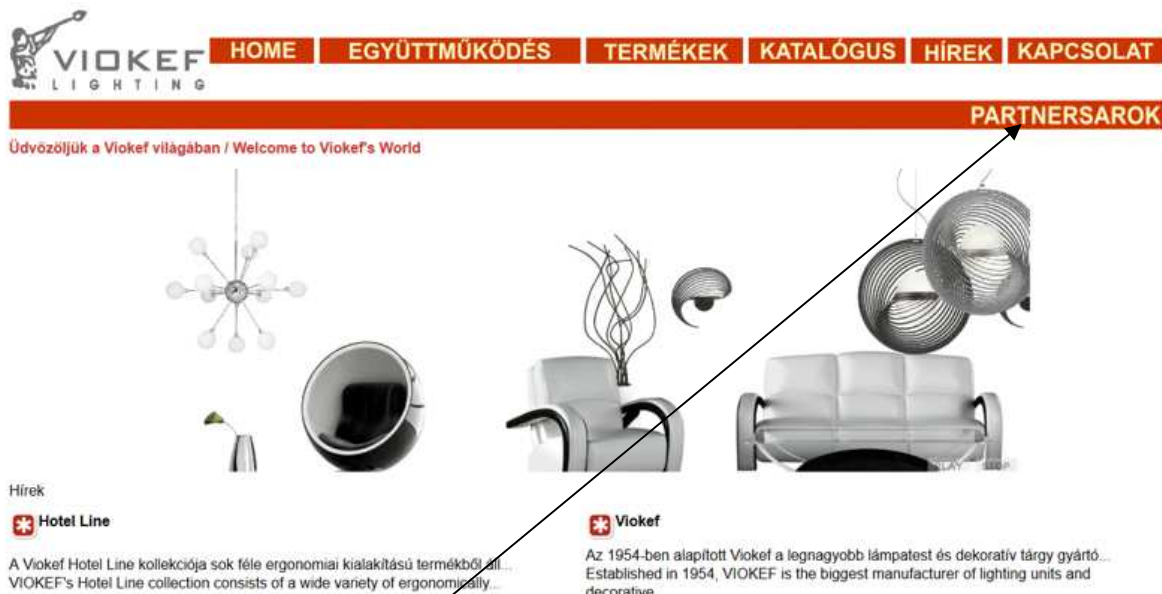 VIOKEF
LIGHTING
HOME EGYÜTTMŰKÖDÉS TERMÉKEK KATALÓGUS HÍREK KAPCSOLAT
PARTNERSAROK
Üdvözöljük a Viokef világában / Welcome to Viokef's World
PLAY STOP
Hírek
Hotel Line
A Viokef Hotel Line kollekciója sok féle ergonomiai kialakítású termékből áll...
VIOKEF's Hotel Line collection consists of a wide variety of ergonomically...
Viokef
Az 1954-ben alapított Viokef a legnagyobb lámpatest és dekoratív tárgy gyártó...
Established in 1954, VIOKEF is the biggest manufacturer of lighting units and
decorative...